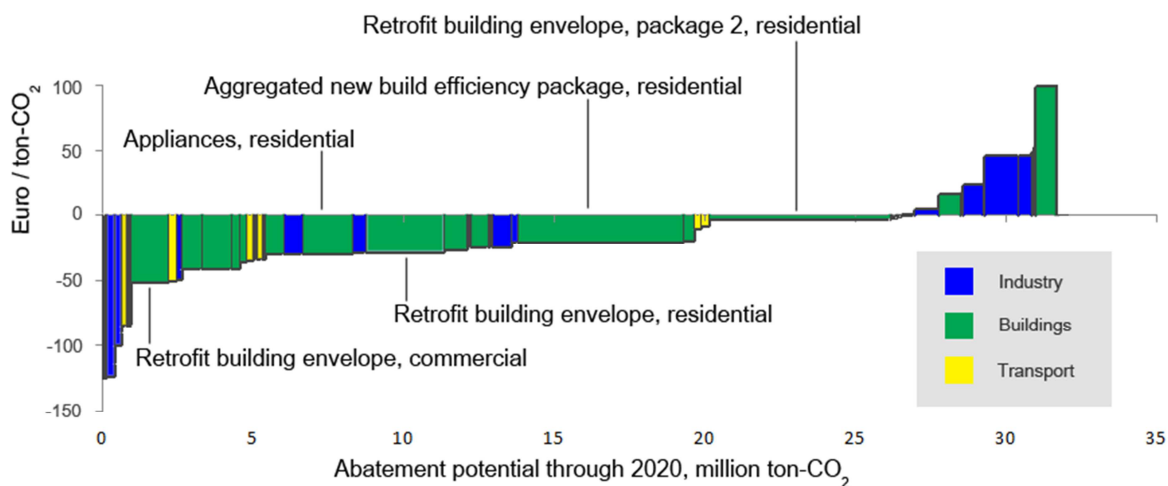 Retrofit building envelope, package 2, residential
Aggregated new build efficiency package, residential
Appliances, residential
Euro / ton-CO₂
100
50
0
-50
-100
-150
Retrofit building envelope, residential
Retrofit building envelope, commercial
Industry
Buildings
Transport
0 5 10 15 20 25 30 35
Abatement potential through 2020, million ton-CO₂